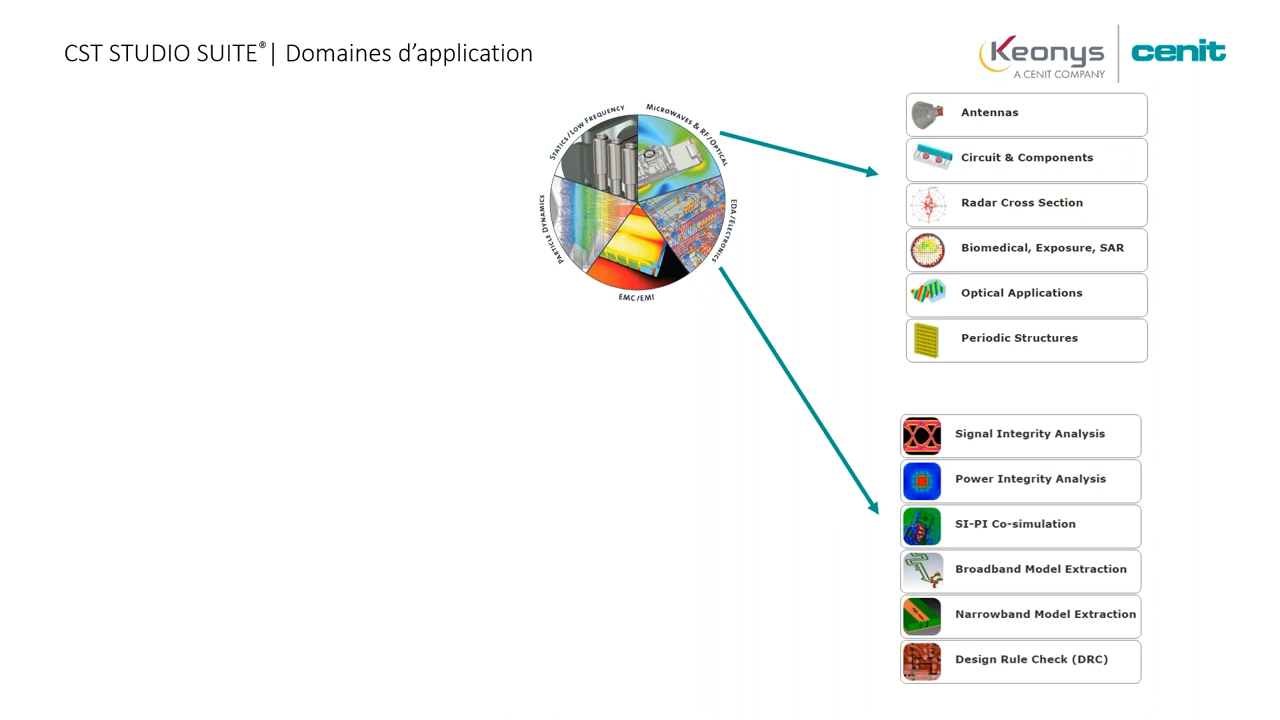 CST STUDIO SUITE®| Domaines d’application
Keonys
A CENIT COMPANY
cenit
STATICS/LOW FREQUENCY
MICROWAVES & RF/OPTICAL
EDA/ELECTRONICS
EMC/EMI
PARTICLE DYNAMICS
Antennas
Circuit & Components
Radar Cross Section
Biomedical, Exposure, SAR
Optical Applications
Periodic Structures
Signal Integrity Analysis
Power Integrity Analysis
SI-PI Co-simulation
Broadband Model Extraction
Narrowband Model Extraction
Design Rule Check (DRC)